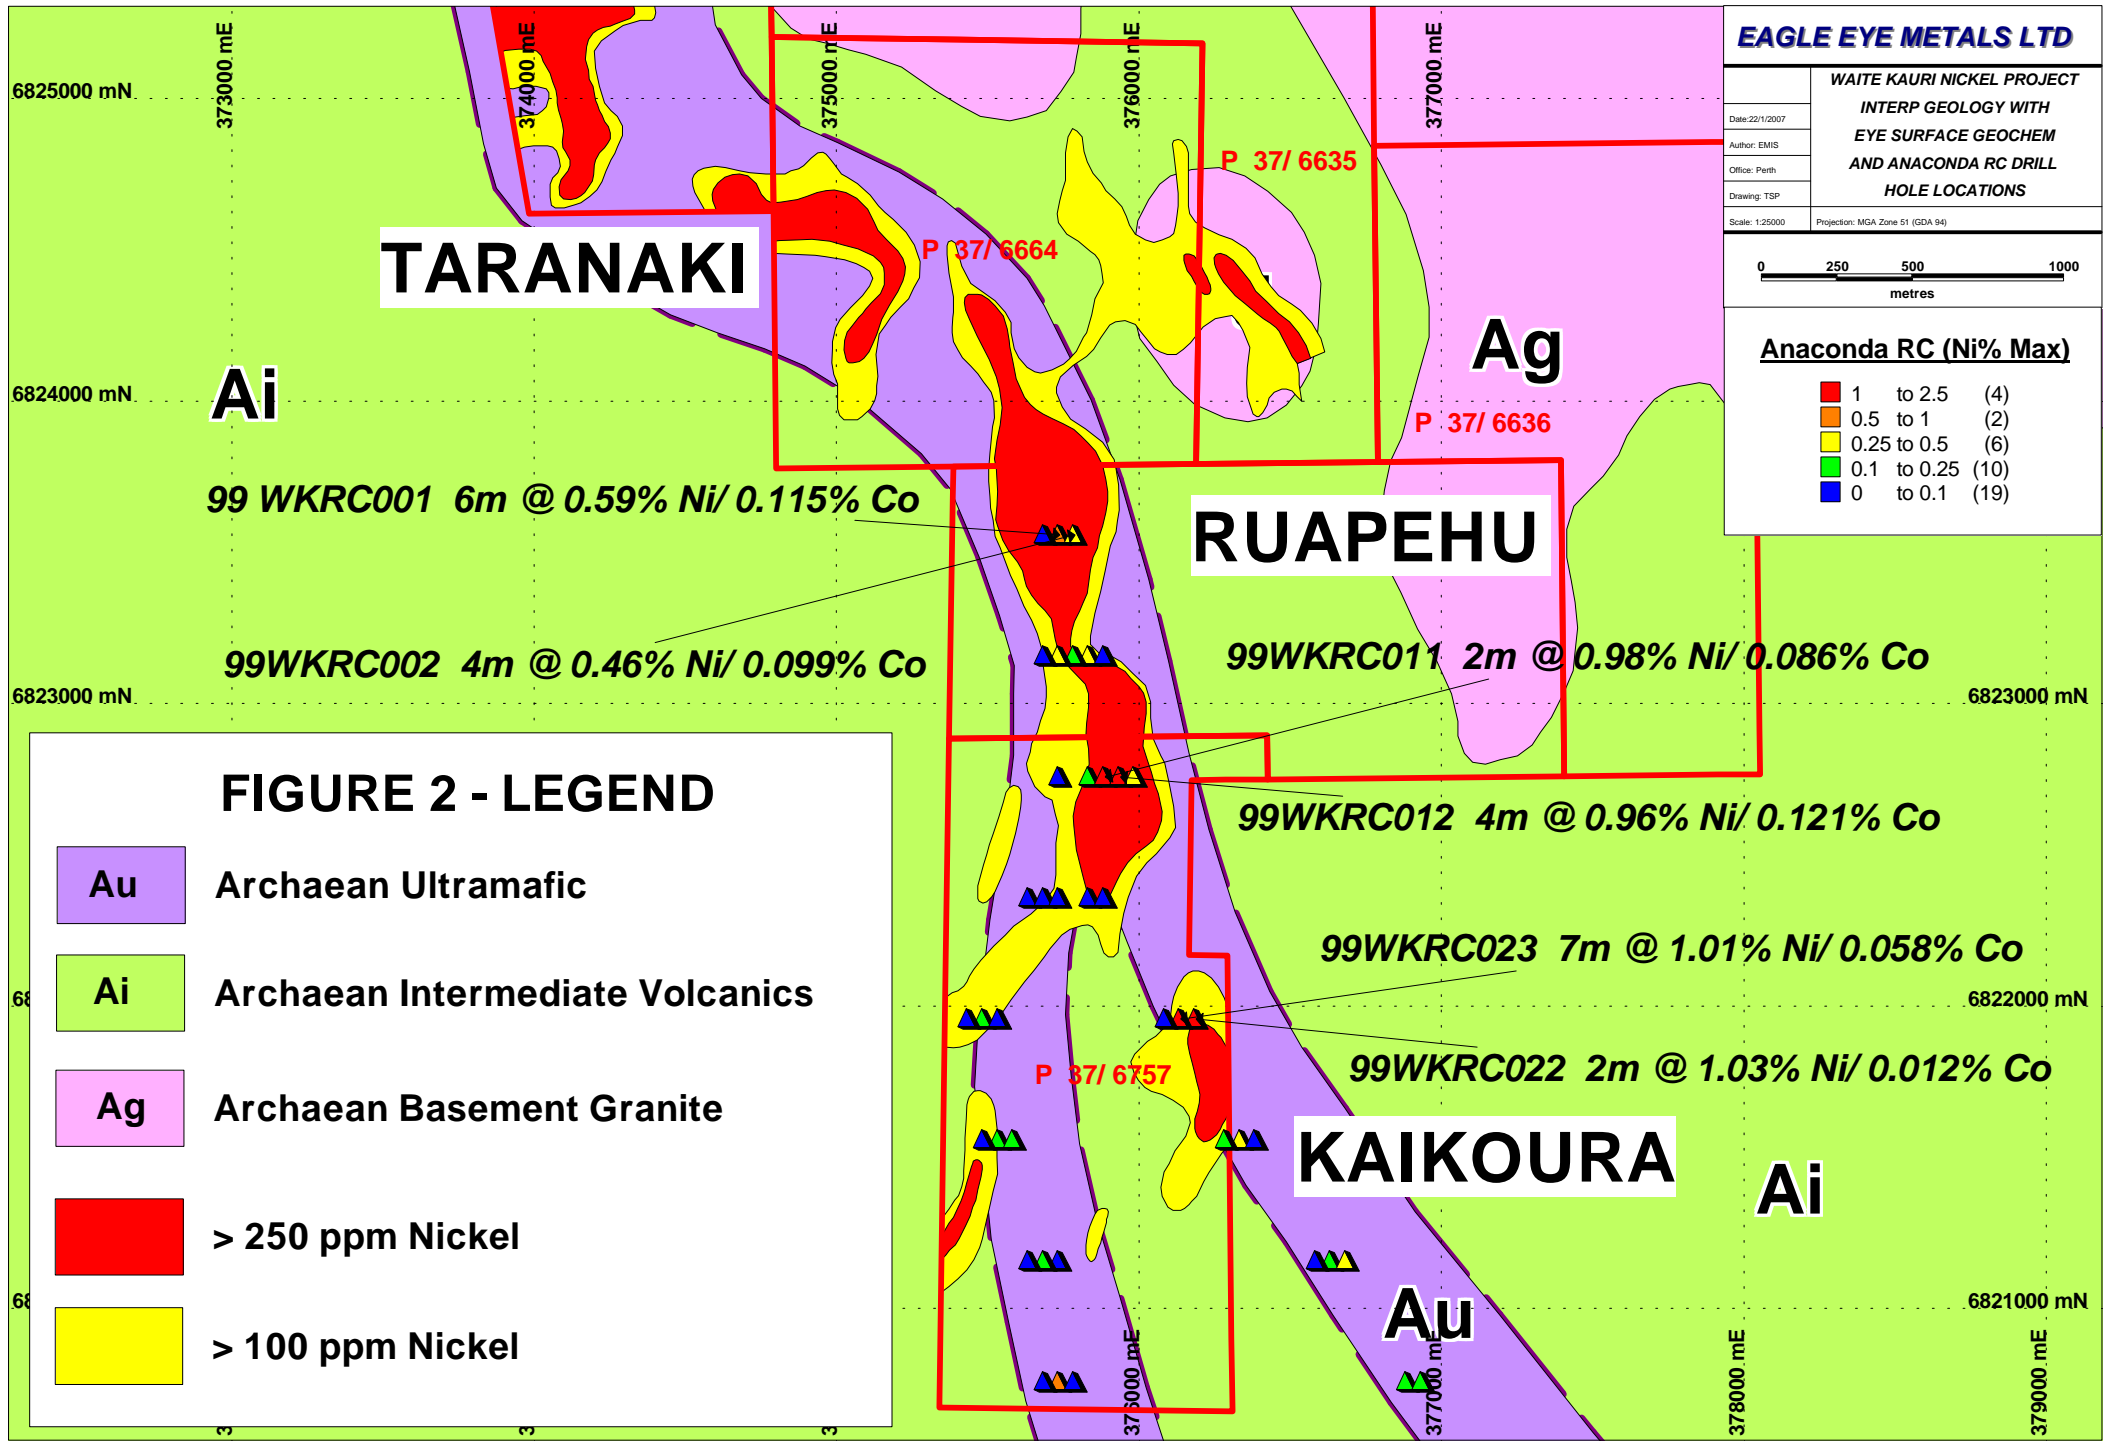 373000 mE
374000 mE
375000 mE
376000 mE
377000 mE
EAGLE EYE METALS LTD
WAITE KAURI NICKEL PROJECT
INTERP GEOLOGY WITH
EYE SURFACE GEOCHEM
AND ANACONDA RC DRILL
HOLE LOCATIONS
Date:22/1/2007
Author: EMIS
Office: Perth
Drawing: TSP
Scale: 1:25000
Projection: MGA Zone 51 (GDA 94)
0 250 500 1000
metres
Anaconda RC (Ni% Max)
1 to 2.5 (4)
0.5 to 1 (2)
0.25 to 0.5 (6)
0.1 to 0.25 (10)
0 to 0.1 (19)
6825000 mN
P 37/ 6635
P 37/ 6664
TARANAKI
Ag
Ai
6824000 mN
P 37/ 6636
99 WKRC001 6m @ 0.59% Ni/ 0.115% Co
RUAPEHU
99WKRC002 4m @ 0.46% Ni/ 0.099% Co
99WKRC011 2m @ 0.98% Ni/ 0.086% Co
6823000 mN
6823000 mN
99WKRC012 4m @ 0.96% Ni/ 0.121% Co
99WKRC023 7m @ 1.01% Ni/ 0.058% Co
6822000 mN
99WKRC022 2m @ 1.03% Ni/ 0.012% Co
P 37/ 6757
KAIKOURA
Ai
Au
6821000 mN
376000 mE
377000 mE
378000 mE
379000 mE
FIGURE 2 - LEGEND
Au Archaean Ultramafic
Ai Archaean Intermediate Volcanics
Ag Archaean Basement Granite
> 250 ppm Nickel
> 100 ppm Nickel